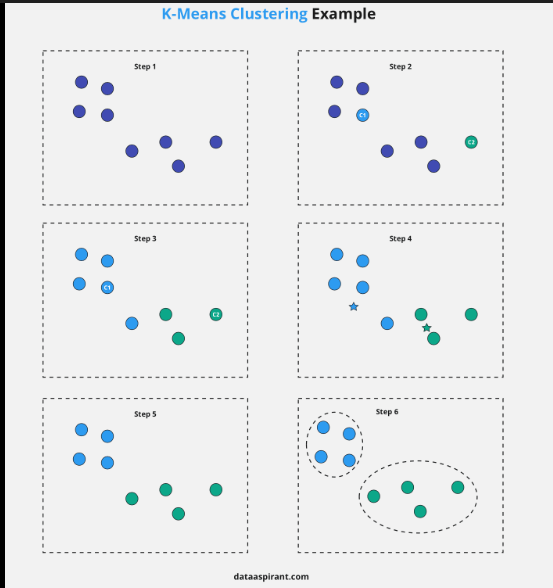 K-Means Clustering Example
Step 1
Step 2
C1
C2
Step 3
C1
C2
Step 4
Step 5
Step 6
dataaspirant.com